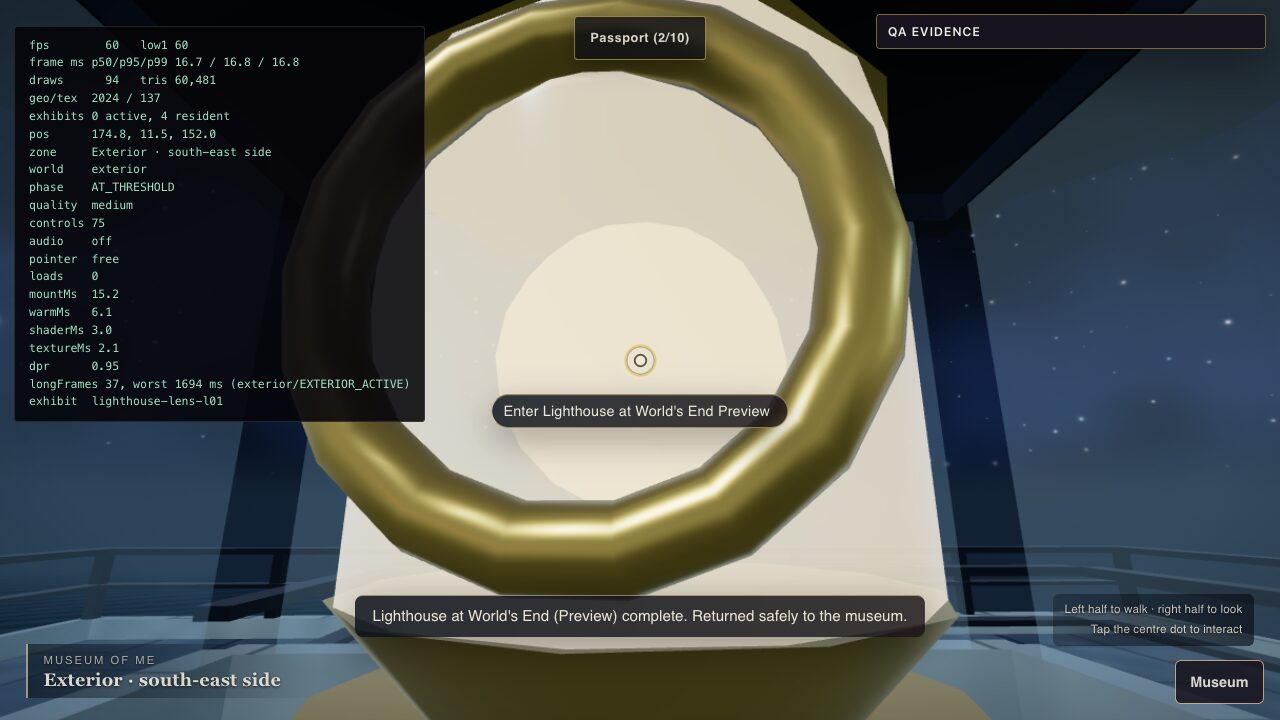 fps 60 low1 60
frame ms p50/p95/p99 16.7 / 16.8 / 16.8
draws 94 tris 60,481
geo/tex 2024 / 137
exhibits 0 active, 4 resident
pos 174.8, 11.5, 152.0
zone Exterior · south-east side
world exterior
phase AT_THRESHOLD
quality medium
controls 75
audio off
pointer free
loads 0
mountMs 15.2
warmMs 6.1
shaderMs 3.0
textureMs 2.1
dpr 0.95
longFrames 37, worst 1694 ms (exterior/EXTERIOR_ACTIVE)
exhibit lighthouse-lens-l01
Passport (2/10)
QA EVIDENCE
Enter Lighthouse at World's End Preview
Lighthouse at World's End (Preview) complete. Returned safely to the museum.
Left half to walk · right half to look
Tap the centre dot to interact
MUSEUM OF ME
Exterior · south-east side
Museum